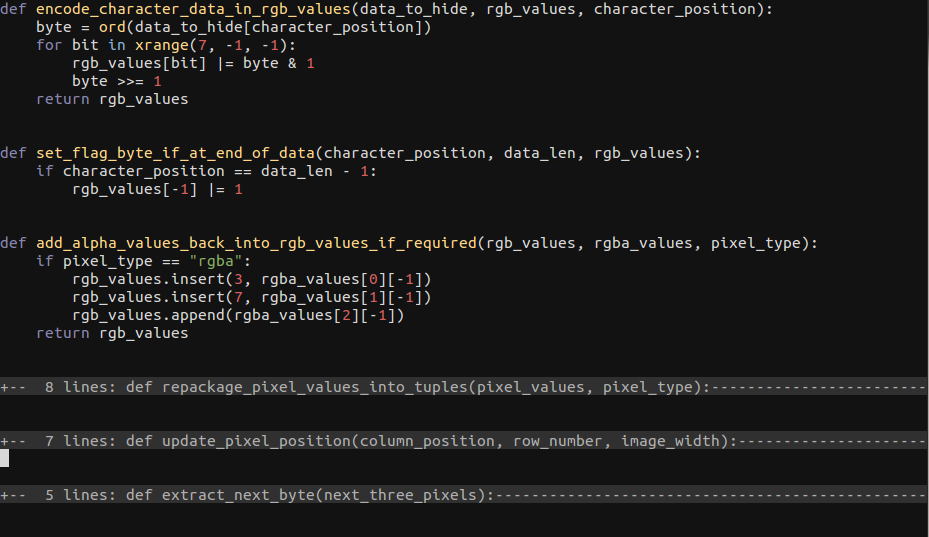 def encode_character_data_in_rgb_values(data_to_hide, rgb_values, character_position):
    byte = ord(data_to_hide[character_position])
    for bit in xrange(7, -1, -1):
        rgb_values[bit] |= byte & 1
        byte >>= 1
    return rgb_values
def set_flag_byte_if_at_end_of_data(character_position, data_len, rgb_values):
    if character_position == data_len - 1:
        rgb_values[-1] |= 1
def add_alpha_values_back_into_rgb_values_if_required(rgb_values, rgba_values, pixel_type):
    if pixel_type == "rgba":
        rgb_values.insert(3, rgba_values[0][-1])
        rgb_values.insert(7, rgba_values[1][-1])
        rgb_values.append(rgba_values[2][-1])
    return rgb_values
+--  8 lines: def repackage_pixel_values_into_tuples(pixel_values, pixel_type):------------------------
+--  7 lines: def update_pixel_position(column_position, row_number, image_width):---------------------
+--  5 lines: def extract_next_byte(next_three_pixels):------------------------------------------------